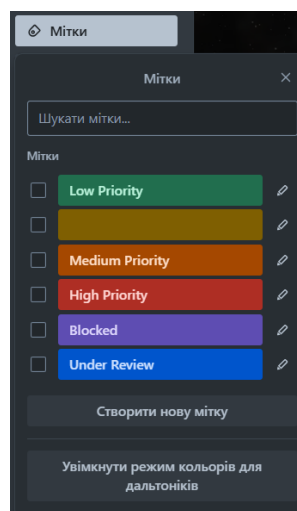 Мітки
Мітки
Шукати мітки...
Мітки
Low Priority
Medium Priority
High Priority
Blocked
Under Review
Створити нову мітку
Увімкнути режим кольорів для
дальтоніків